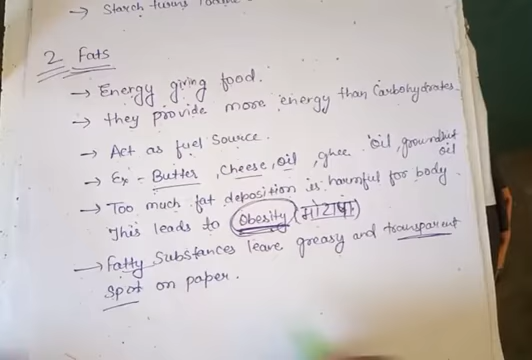 → Starch turns
2 Fats
→ Energy giving food.
→ they provide more energy than Carbohydrates
→ Act as fuel Source.
→ Ex - Butter, Cheese, oil, ghee oil, groundnut
oil
→ Too much fat deposition is harmful for body.
This leads to Obesity (मोटापा)
→ Fatty Substances leave greasy and transparent
spot on paper.